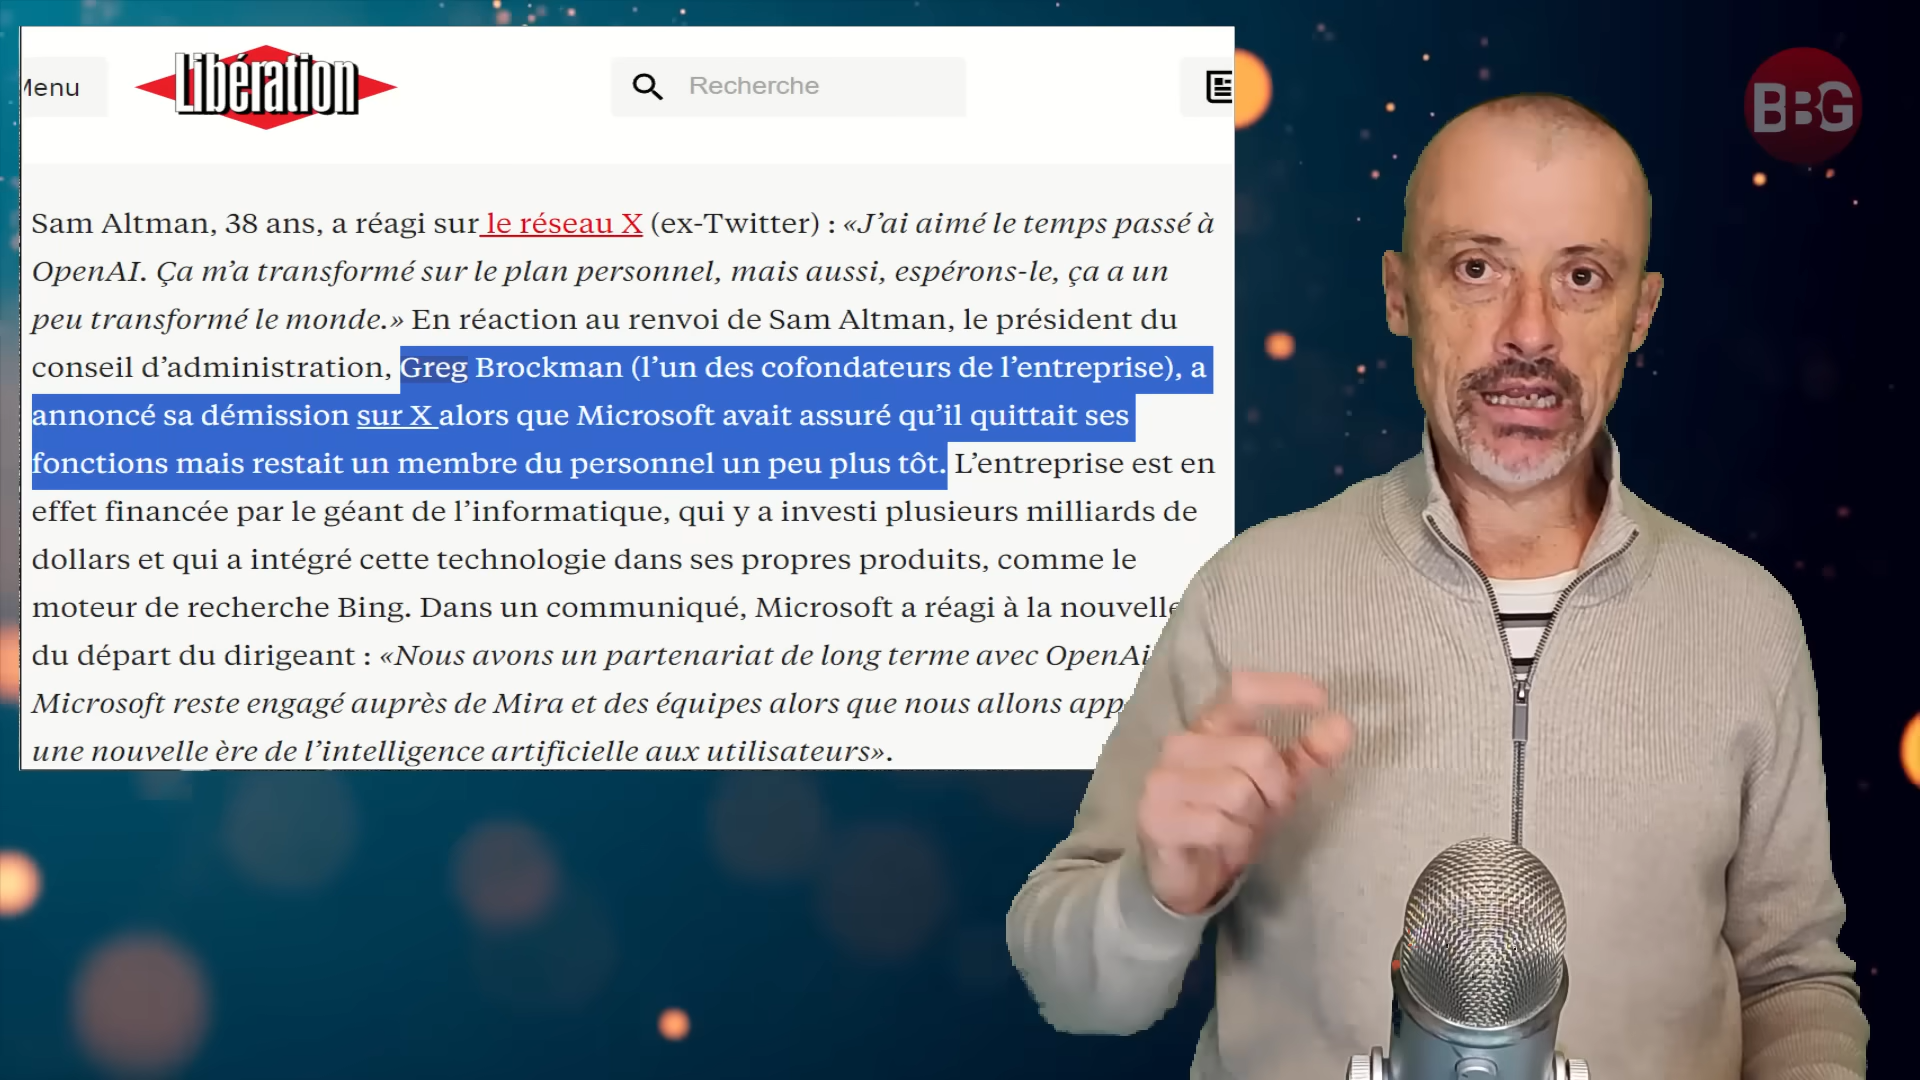 Menu
Libération
Recherche
BBG
Sam Altman, 38 ans, a réagi sur le réseau X (ex-Twitter) : «J’ai aimé le temps passé à
OpenAI. Ça m’a transformé sur le plan personnel, mais aussi, espérons-le, ça a un
peu transformé le monde.» En réaction au renvoi de Sam Altman, le président du
conseil d’administration, Greg Brockman (l’un des cofondateurs de l’entreprise), a
annoncé sa démission sur X alors que Microsoft avait assuré qu’il quittait ses
fonctions mais restait un membre du personnel un peu plus tôt. L’entreprise est en
effet financée par le géant de l’informatique, qui y a investi plusieurs milliards de
dollars et qui a intégré cette technologie dans ses propres produits, comme le
moteur de recherche Bing. Dans un communiqué, Microsoft a réagi à la nouvelle
du départ du dirigeant : «Nous avons un partenariat de long terme avec OpenAi
Microsoft reste engagé auprès de Mira et des équipes alors que nous allons app
une nouvelle ère de l’intelligence artificielle aux utilisateurs».